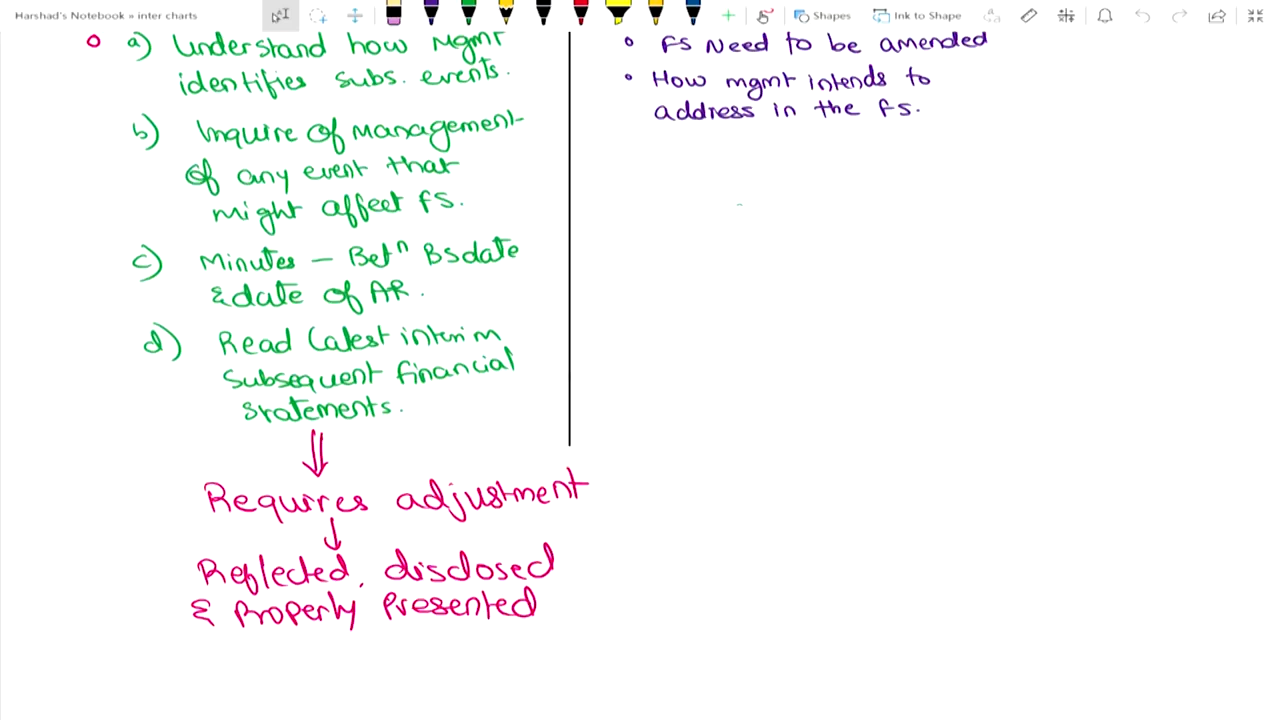 Harshad's Notebook » inter charts
Shapes
Ink to Shape
a) Understand how Mgmt
identifies subs. events.
b) Inquire of Management
of any event that
might affect FS.
c) Minutes – Betⁿ BS date
& date of AR.
d) Read latest interim
subsequent financial
statements.
⇓
Requires adjustment
↓
Reflected, disclosed
& Properly Presented
• FS Need to be amended
• How mgmt intends to
address in the FS.